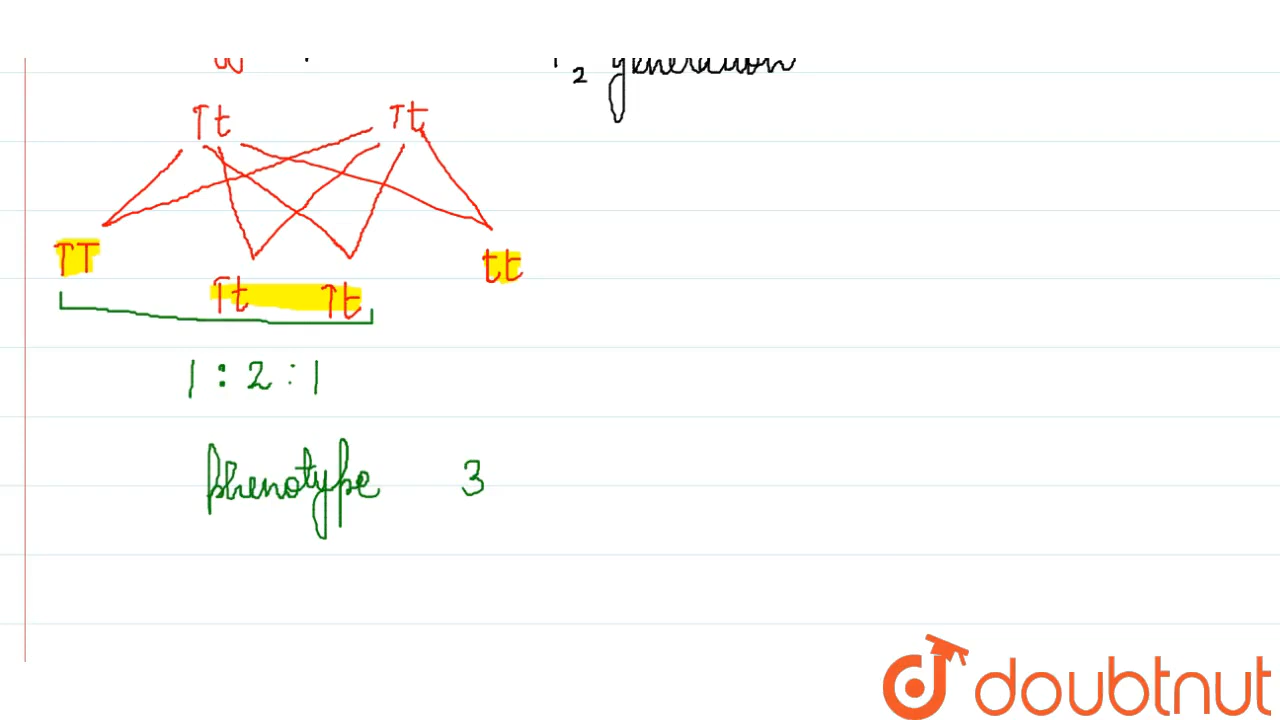 2 generation
Tt Tt
TT tt
Tt Tt
1 : 2 : 1
phenotype 3
doubtnut